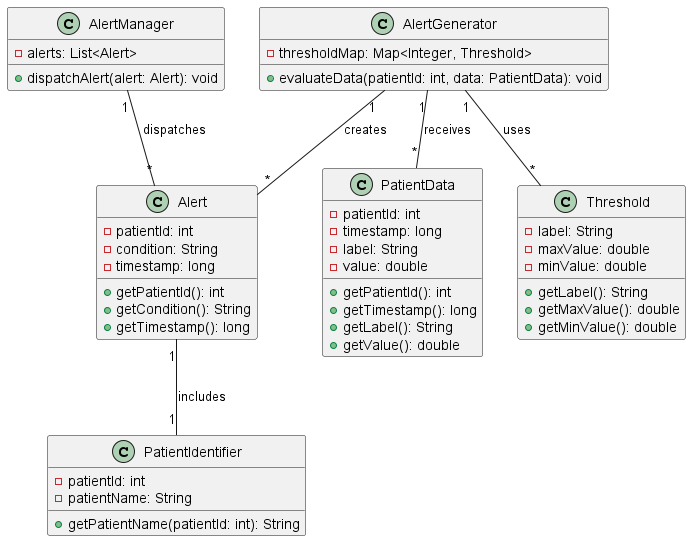 C AlertManager
alerts: List<Alert>
dispatchAlert(alert: Alert): void
C AlertGenerator
thresholdMap: Map<Integer, Threshold>
evaluateData(patientId: int, data: PatientData): void
1
dispatches
*
1
creates
*
1
receives
*
1
uses
*
C Alert
patientId: int
condition: String
timestamp: long
getPatientId(): int
getCondition(): String
getTimestamp(): long
C PatientData
patientId: int
timestamp: long
label: String
value: double
getPatientId(): int
getTimestamp(): long
getLabel(): String
getValue(): double
C Threshold
label: String
maxValue: double
minValue: double
getLabel(): String
getMaxValue(): double
getMinValue(): double
1
includes
1
C PatientIdentifier
patientId: int
patientName: String
getPatientName(patientId: int): String